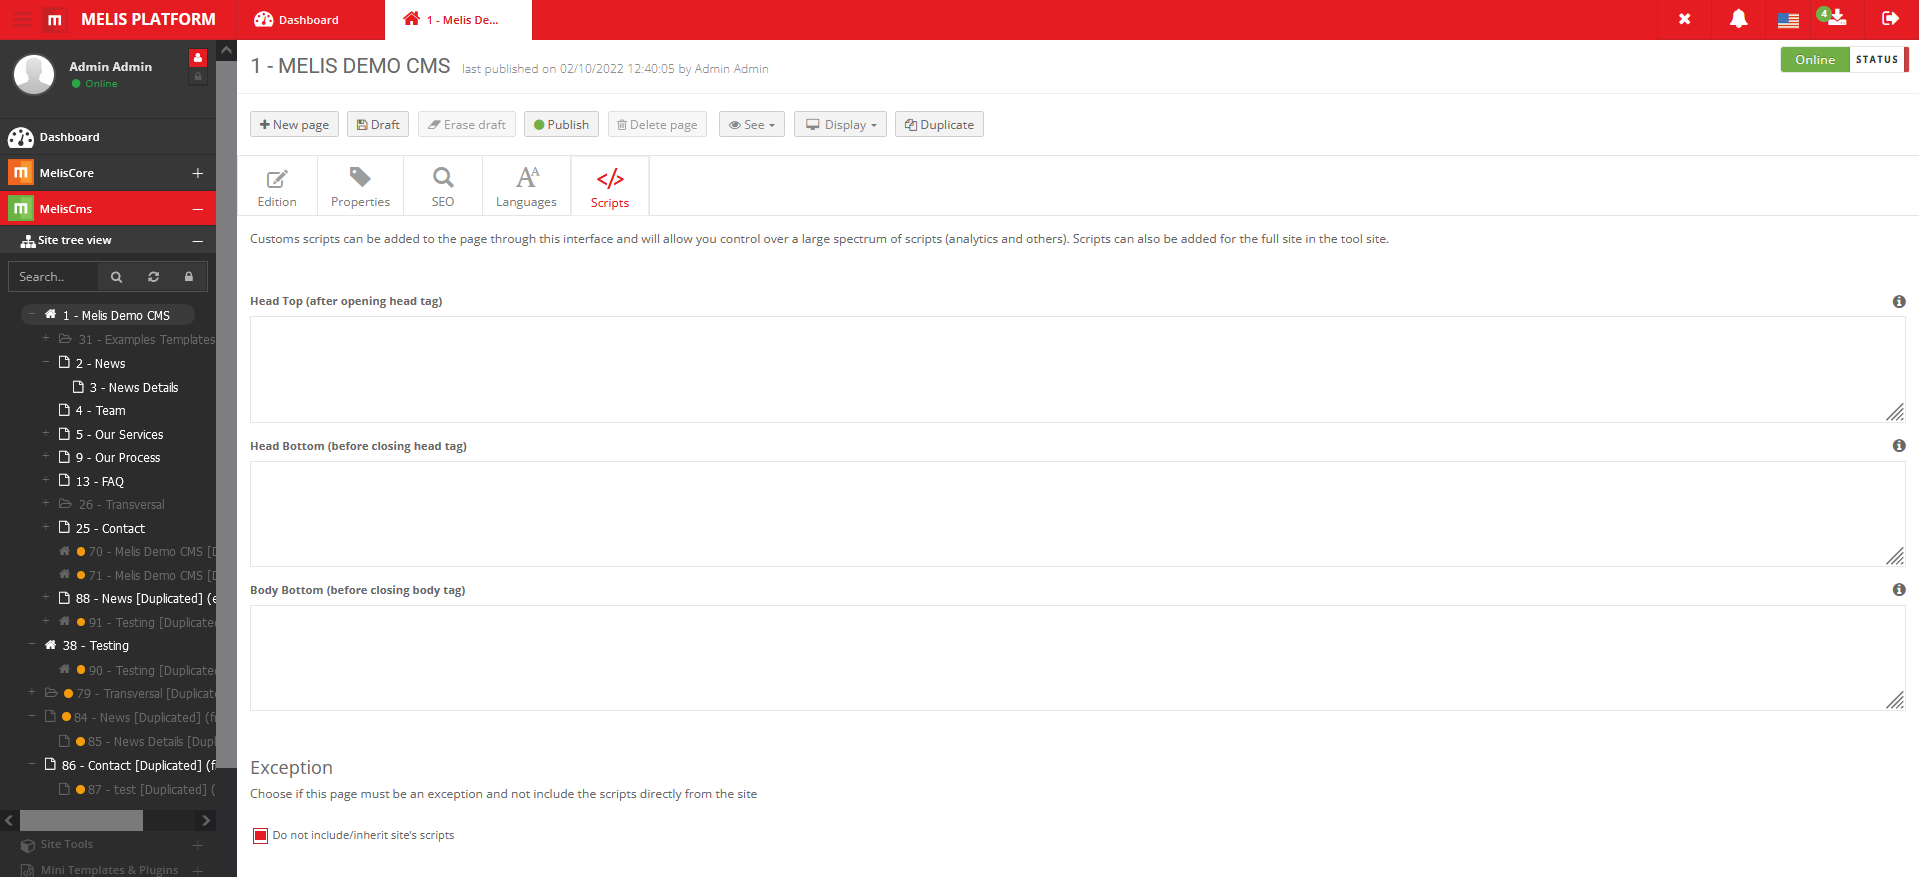 MELIS PLATFORM
Dashboard
1 - Melis De...
4
Admin Admin
Online
Dashboard
MelisCore
MelisCms
Site tree view
Search..
1 - Melis Demo CMS
31 - Examples Templates
2 - News
3 - News Details
4 - Team
5 - Our Services
9 - Our Process
13 - FAQ
26 - Transversal
25 - Contact
70 - Melis Demo CMS [D
71 - Melis Demo CMS [D
88 - News [Duplicated] (e
91 - Testing [Duplicate
38 - Testing
90 - Testing [Duplicate
79 - Transversal [Duplicat
84 - News [Duplicated] (f
85 - News Details [Dupl
86 - Contact [Duplicated] (f
87 - test [Duplicated] (
Site Tools
Mini Templates & Plugins
1 - MELIS DEMO CMS last published on 02/10/2022 12:40:05 by Admin Admin
Online STATUS
New page
Draft
Erase draft
Publish
Delete page
See
Display
Duplicate
Edition
Properties
SEO
Languages
Scripts
Customs scripts can be added to the page through this interface and will allow you control over a large spectrum of scripts (analytics and others). Scripts can also be added for the full site in the tool site.
Head Top (after opening head tag)
Head Bottom (before closing head tag)
Body Bottom (before closing body tag)
Exception
Choose if this page must be an exception and not include the scripts directly from the site
Do not include/inherit site's scripts